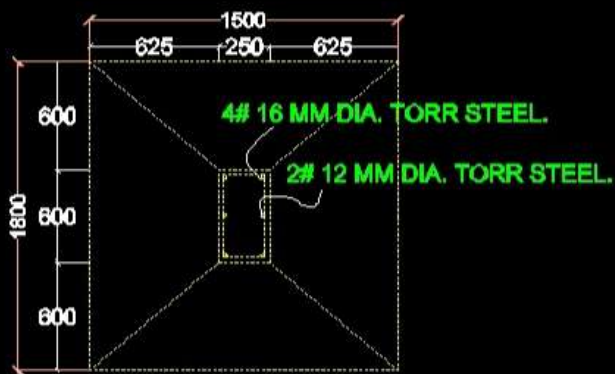 1500
625 250 625
600
4# 16 MM DIA. TORR STEEL.
2# 12 MM DIA. TORR STEEL.
1800
600
600